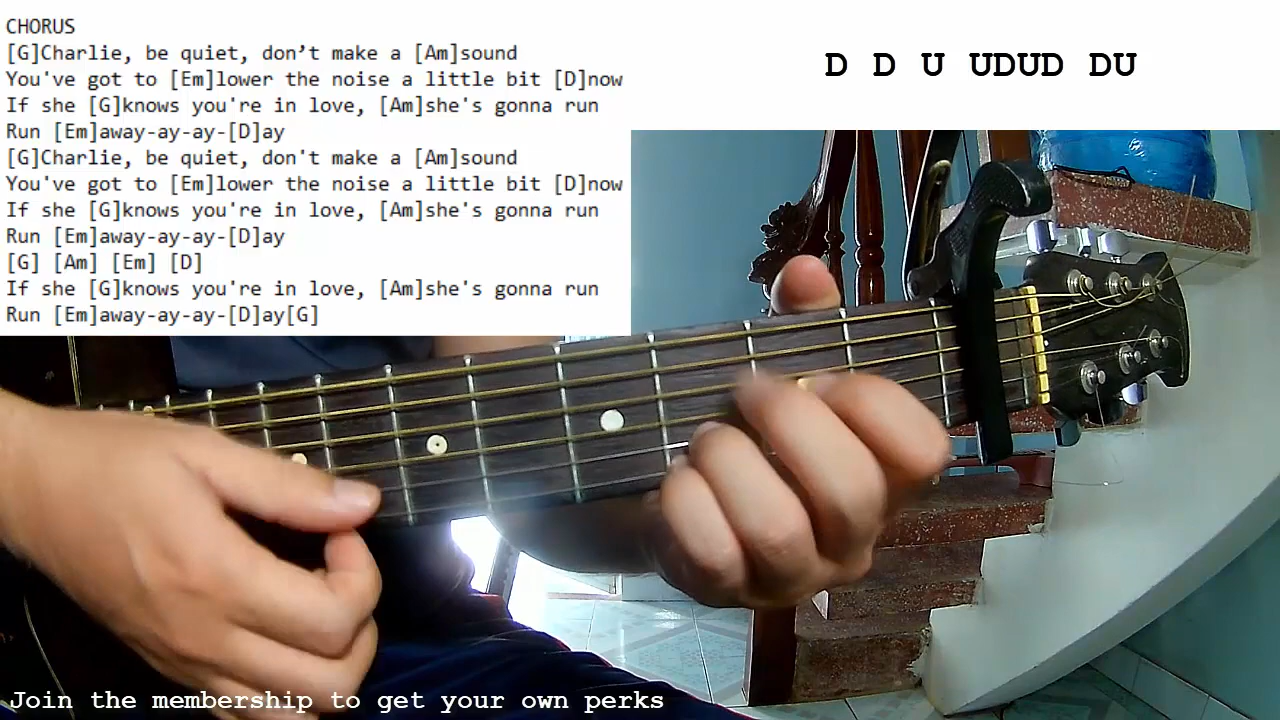 CHORUS
[G]Charlie, be quiet, don’t make a [Am]sound
You've got to [Em]lower the noise a little bit [D]now
If she [G]knows you're in love, [Am]she's gonna run
Run [Em]away-ay-ay-[D]ay
[G]Charlie, be quiet, don't make a [Am]sound
You've got to [Em]lower the noise a little bit [D]now
If she [G]knows you're in love, [Am]she's gonna run
Run [Em]away-ay-ay-[D]ay
[G] [Am] [Em] [D]
If she [G]knows you're in love, [Am]she's gonna run
Run [Em]away-ay-ay-[D]ay[G]
D D U UDUD DU
Join the membership to get your own perks